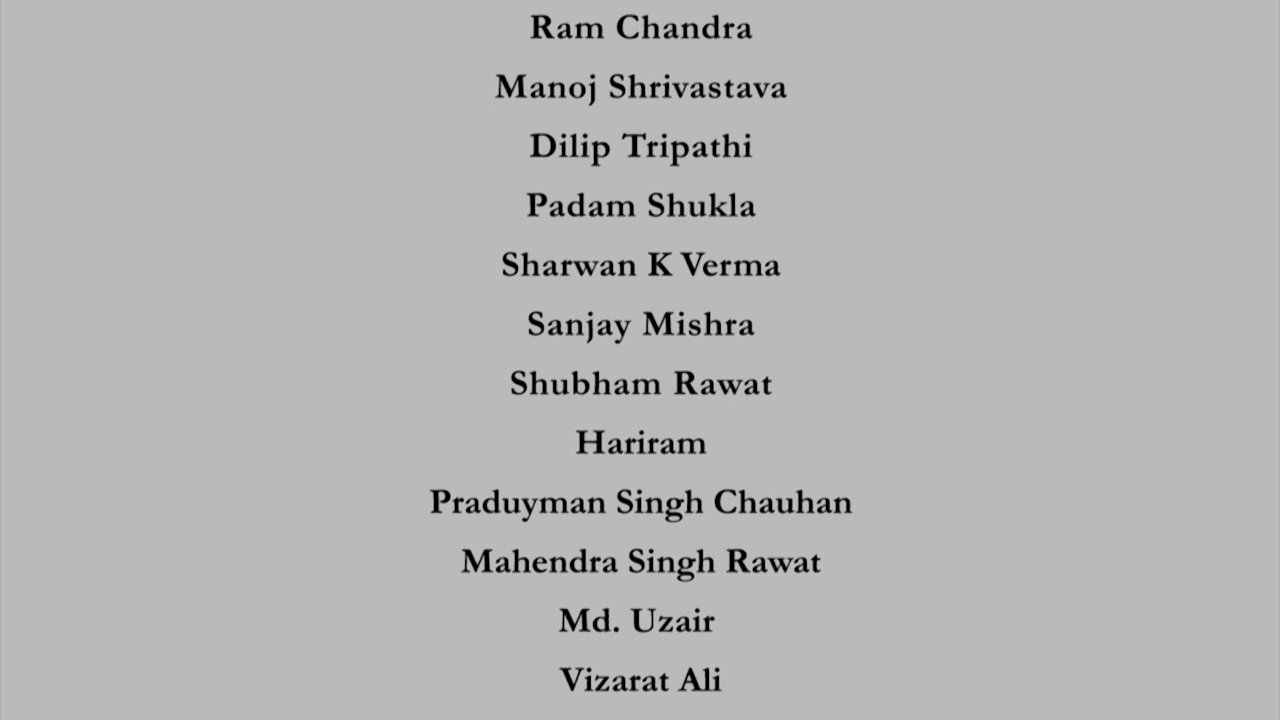 Ram Chandra
Manoj Shrivastava
Dilip Tripathi
Padam Shukla
Sharwan K Verma
Sanjay Mishra
Shubham Rawat
Hariram
Praduyman Singh Chauhan
Mahendra Singh Rawat
Md. Uzair
Vizarat Ali